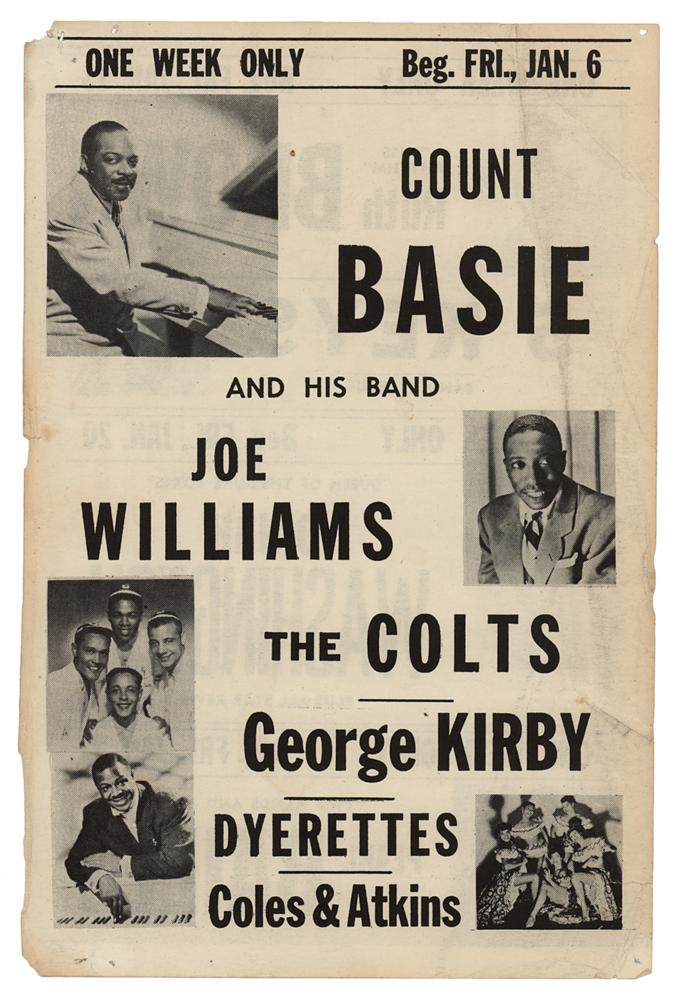 ONE WEEK ONLY Beg. FRI., JAN. 6
COUNT
BASIE
AND HIS BAND
JOE
WILLIAMS
THE COLTS
George KIRBY
DYERETTES
Coles & Atkins